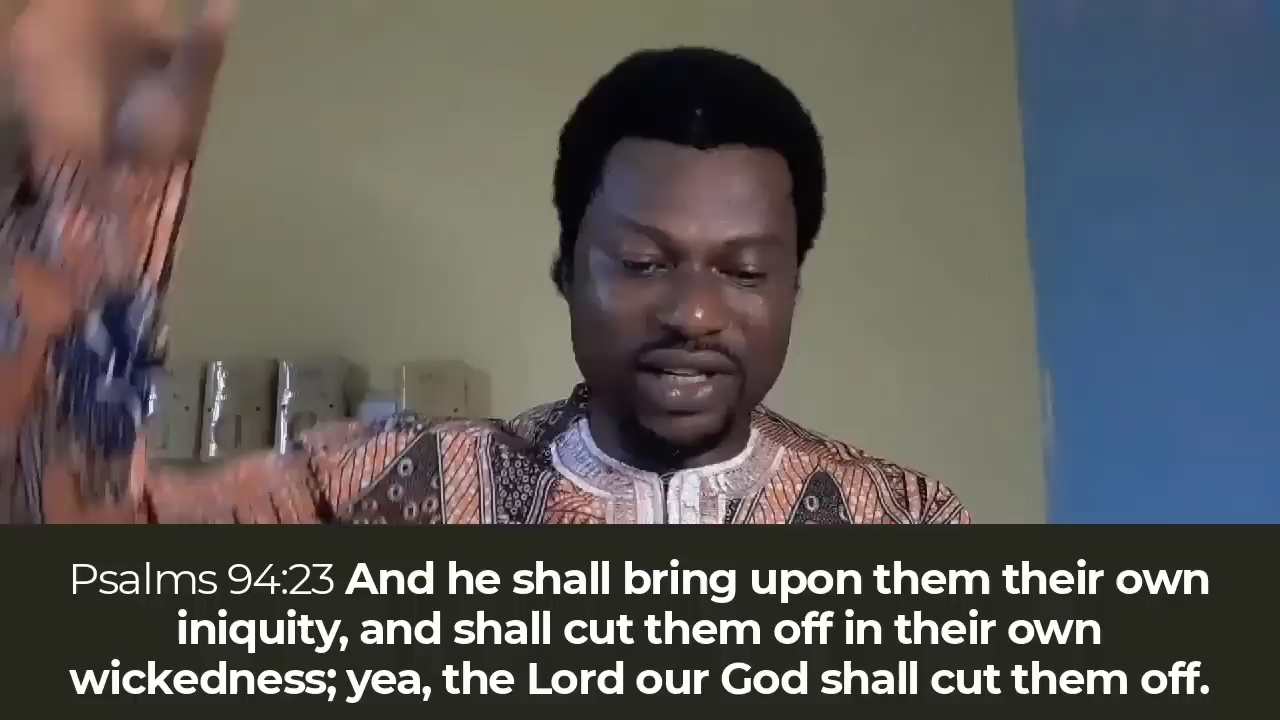 Psalms 94:23 And he shall bring upon them their own
iniquity, and shall cut them off in their own
wickedness; yea, the Lord our God shall cut them off.